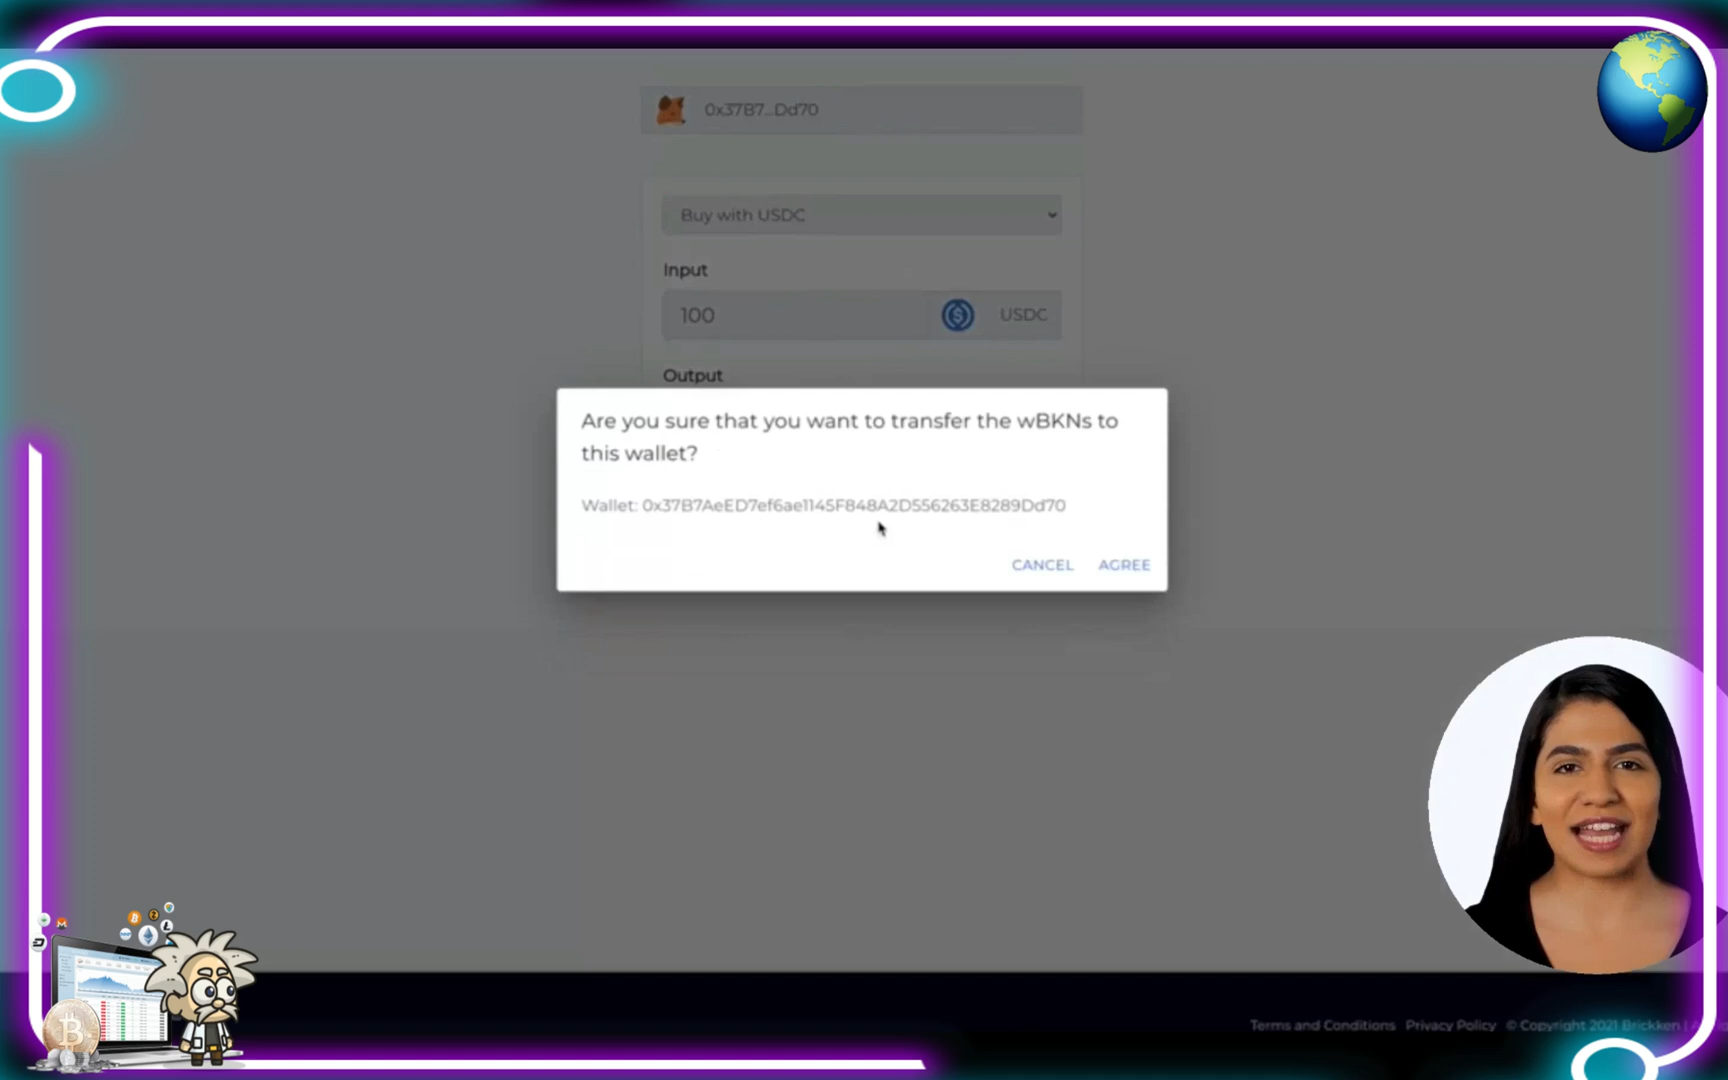 0x37B7...Dd70
Buy with USDC
Input
100
USDC
Output
Are you sure that you want to transfer the wBKNs to
this wallet?
Wallet: 0x37B7AeED7ef6ae1145F848A2D556263E8289Dd70
CANCEL AGREE
Terms and Conditions Privacy Policy © Copyright 2021 Brickken |